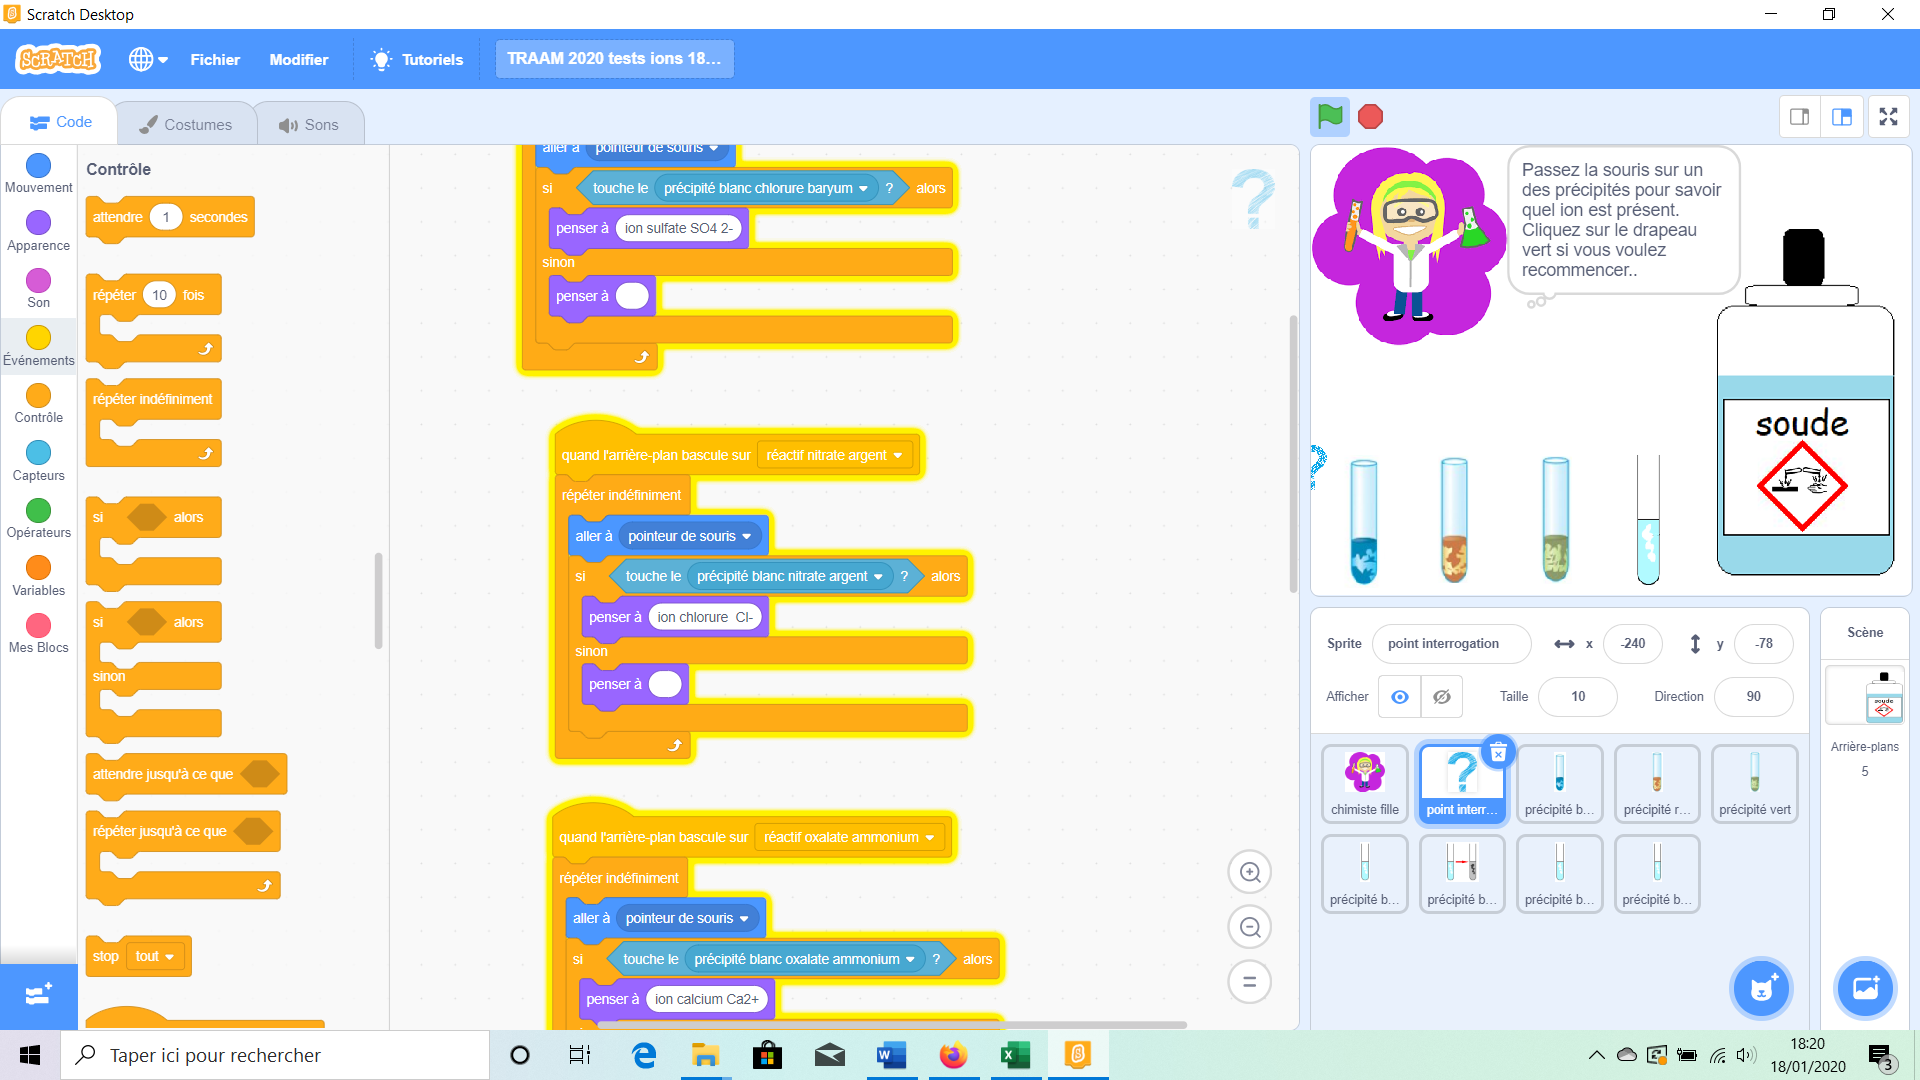 Scratch Desktop
SCRATCH
Fichier
Modifier
Tutoriels
TRAAM 2020 tests ions 18...
Code
Costumes
Sons
Mouvement
Apparence
Son
Événements
Contrôle
Capteurs
Opérateurs
Variables
Mes Blocs
Contrôle
attendre 1 secondes
répéter 10 fois
répéter indéfiniment
si alors
si alors
sinon
attendre jusqu'à ce que
répéter jusqu'à ce que
stop tout
aller à pointeur de souris
si touche le précipité blanc chlorure baryum ? alors
penser à ion sulfate SO4 2-
sinon
penser à
quand l'arrière-plan bascule sur réactif nitrate argent
répéter indéfiniment
aller à pointeur de souris
si touche le précipité blanc nitrate argent ? alors
penser à ion chlorure  Cl-
sinon
penser à
quand l'arrière-plan bascule sur réactif oxalate ammonium
répéter indéfiniment
aller à pointeur de souris
si touche le précipité blanc oxalate ammonium ? alors
penser à ion calcium Ca2+
?
Passez la souris sur un
des précipités pour savoir
quel ion est présent.
Cliquez sur le drapeau
vert si vous voulez
recommencer..
soude
?
Sprite point interrogation x -240 y -78
Afficher Taille 10 Direction 90
chimiste fille
point interr...
précipité b...
précipité r...
précipité vert
précipité b...
précipité b...
précipité b...
précipité b...
Scène
soude
Arrière-plans
5
Taper ici pour rechercher
18:20
18/01/2020
3